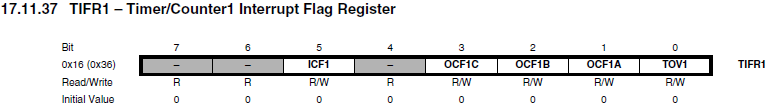 17.11.37 TIFR1 – Timer/Counter1 Interrupt Flag Register
Bit 7 6 5 4 3 2 1 0
0x16 (0x36) – – ICF1 – OCF1C OCF1B OCF1A TOV1 TIFR1
Read/Write R R R/W R R/W R/W R/W R/W
Initial Value 0 0 0 0 0 0 0 0